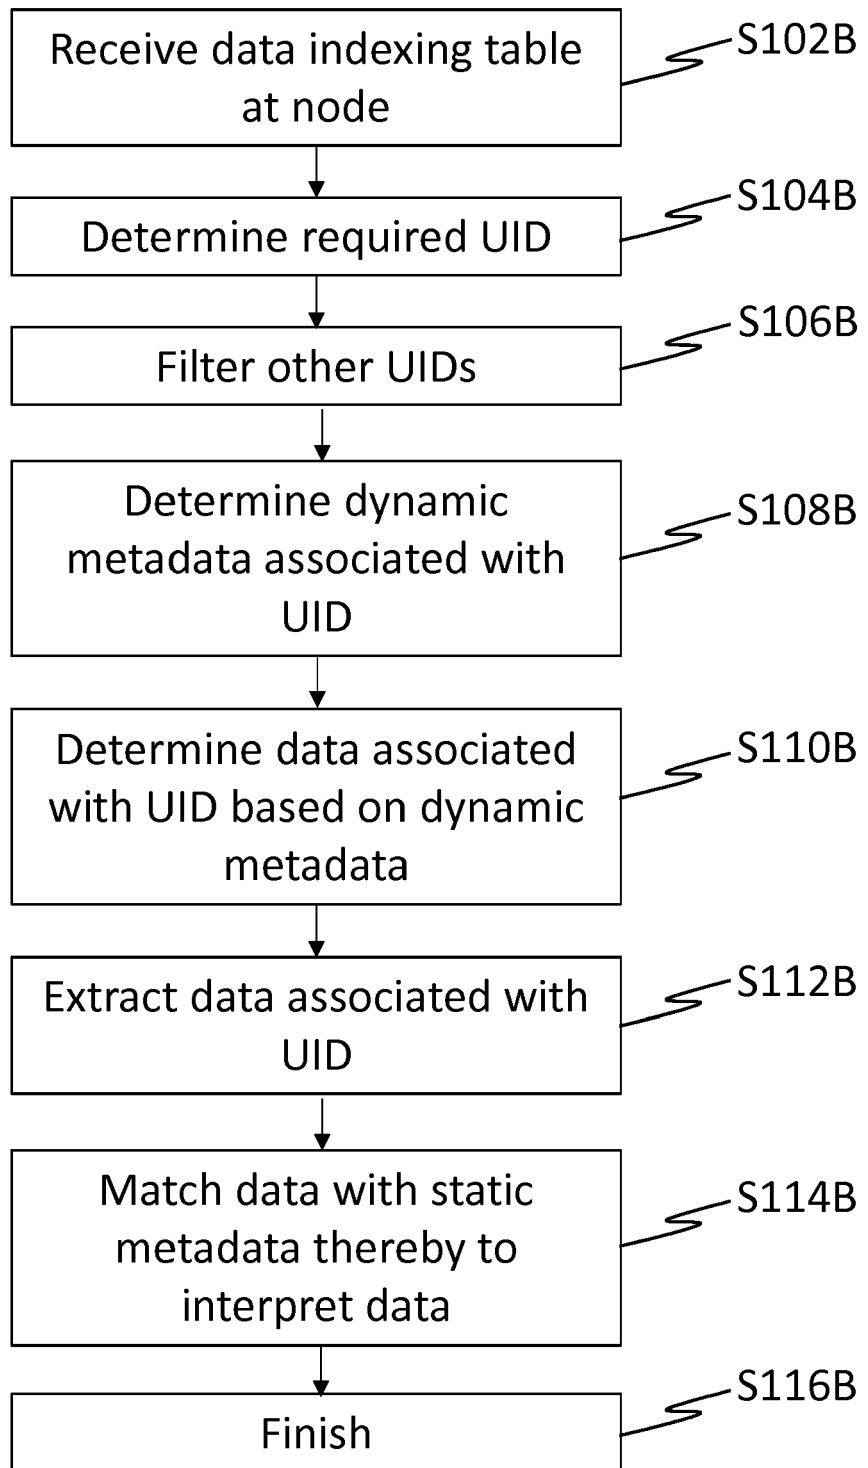 Receive data indexing table
at node
S102B
Determine required UID
S104B
Filter other UIDs
S106B
Determine dynamic
metadata associated with
UID
S108B
Determine data associated
with UID based on dynamic
metadata
S110B
Extract data associated with
UID
S112B
Match data with static
metadata thereby to
interpret data
S114B
Finish
S116B